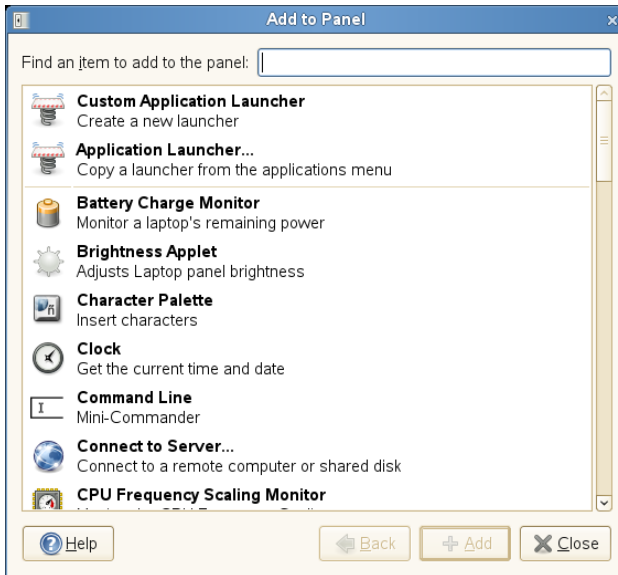 Add to Panel
Find an item to add to the panel:
Custom Application Launcher
Create a new launcher
Application Launcher...
Copy a launcher from the applications menu
Battery Charge Monitor
Monitor a laptop's remaining power
Brightness Applet
Adjusts Laptop panel brightness
Character Palette
Insert characters
Clock
Get the current time and date
Command Line
Mini-Commander
Connect to Server...
Connect to a remote computer or shared disk
CPU Frequency Scaling Monitor
Help Back Add Close